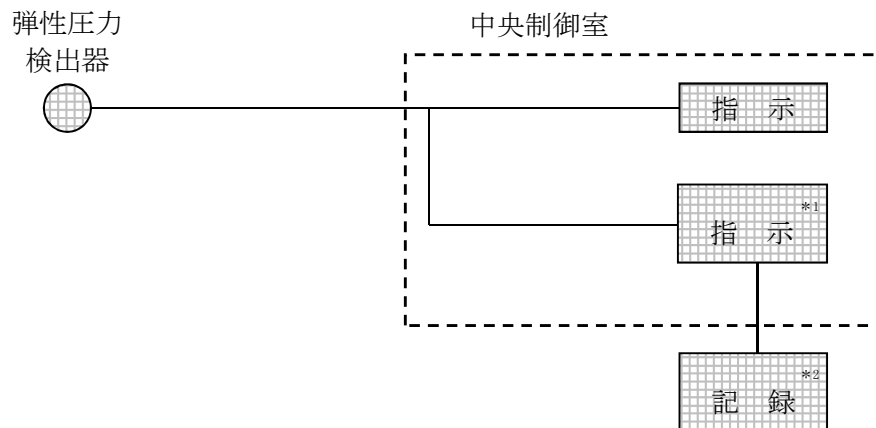 弾性圧力
検出器
中央制御室
指 示
指 示 *1
記 録 *2